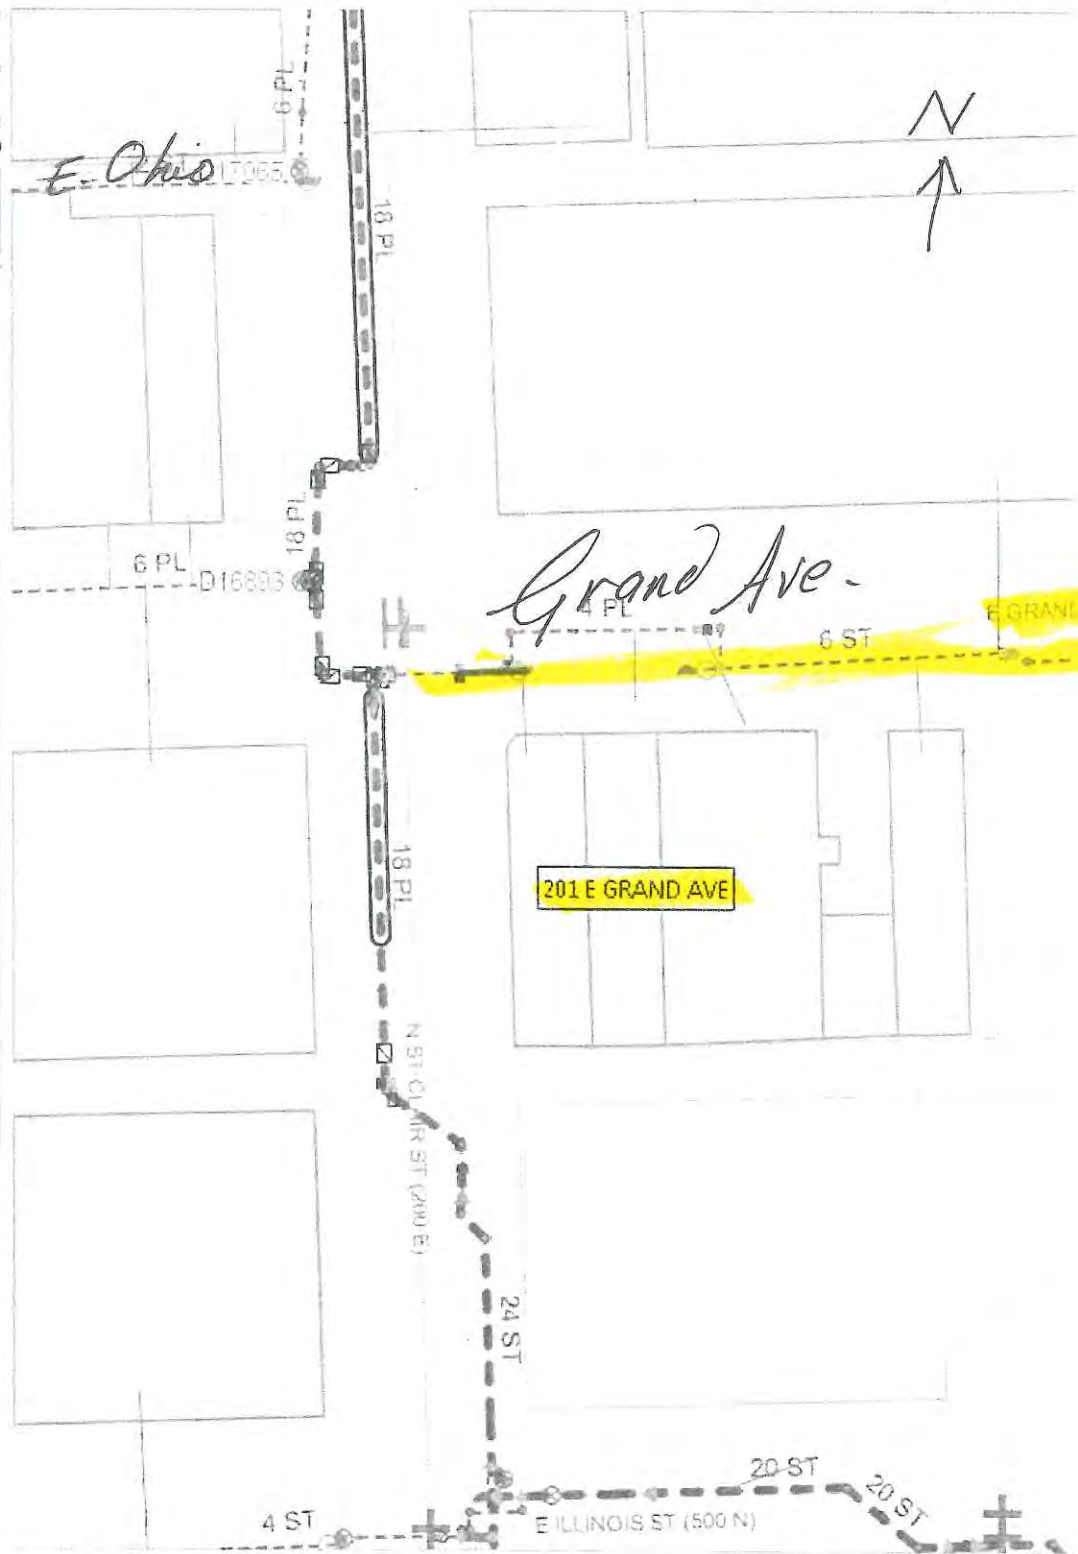 6 PL
N
E. Ohio
17065
18 PL
18 PL
6 PL
D16893
Grand Ave.
4 PL
E GRAND
6 ST
18 PL
201 E GRAND AVE
N ST CLAIR ST (200 E)
24 ST
20 ST
20 ST
4 ST
E ILLINOIS ST (500 N)